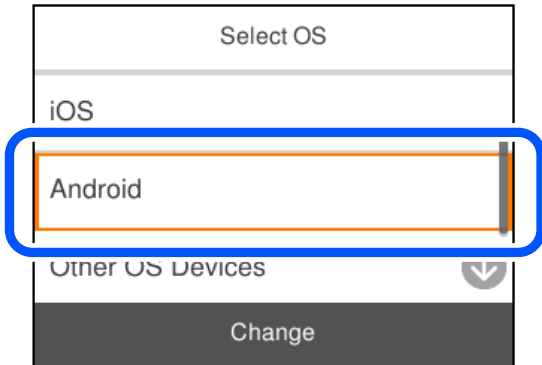 Select OS
iOS
Android
Other OS Devices
Change